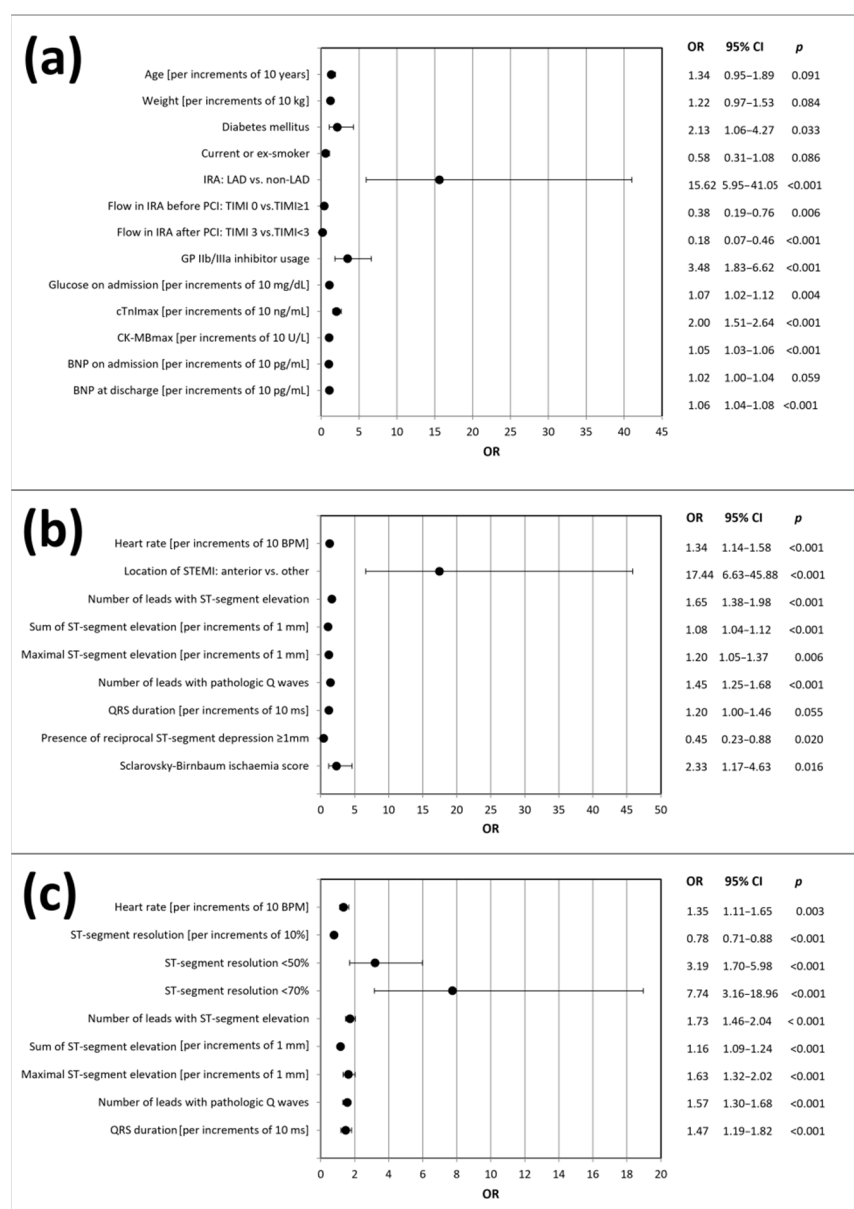 (a)
OR 95% CI p
Age [per increments of 10 years] 1.34 0.95–1.89 0.091
Weight [per increments of 10 kg] 1.22 0.97–1.53 0.084
Diabetes mellitus 2.13 1.06–4.27 0.033
Current or ex-smoker 0.58 0.31–1.08 0.086
IRA: LAD vs. non-LAD 15.62 5.95–41.05 <0.001
Flow in IRA before PCI: TIMI 0 vs.TIMI≥1 0.38 0.19–0.76 0.006
Flow in IRA after PCI: TIMI 3 vs.TIMI<3 0.18 0.07–0.46 <0.001
GP IIb/IIIa inhibitor usage 3.48 1.83–6.62 <0.001
Glucose on admission [per increments of 10 mg/dL] 1.07 1.02–1.12 0.004
cTnImax [per increments of 10 ng/mL] 2.00 1.51–2.64 <0.001
CK-MBmax [per increments of 10 U/L] 1.05 1.03–1.06 <0.001
BNP on admission [per increments of 10 pg/mL] 1.02 1.00–1.04 0.059
BNP at discharge [per increments of 10 pg/mL] 1.06 1.04–1.08 <0.001
0 5 10 15 20 25 30 35 40 45
OR
(b)
OR 95% CI p
Heart rate [per increments of 10 BPM] 1.34 1.14–1.58 <0.001
Location of STEMI: anterior vs. other 17.44 6.63–45.88 <0.001
Number of leads with ST-segment elevation 1.65 1.38–1.98 <0.001
Sum of ST-segment elevation [per increments of 1 mm] 1.08 1.04–1.12 <0.001
Maximal ST-segment elevation [per increments of 1 mm] 1.20 1.05–1.37 0.006
Number of leads with pathologic Q waves 1.45 1.25–1.68 <0.001
QRS duration [per increments of 10 ms] 1.20 1.00–1.46 0.055
Presence of reciprocal ST-segment depression ≥1mm 0.45 0.23–0.88 0.020
Sclarovsky-Birnbaum ischaemia score 2.33 1.17–4.63 0.016
0 5 10 15 20 25 30 35 40 45 50
OR
(c)
OR 95% CI p
Heart rate [per increments of 10 BPM] 1.35 1.11–1.65 0.003
ST-segment resolution [per increments of 10%] 0.78 0.71–0.88 <0.001
ST-segment resolution <50% 3.19 1.70–5.98 <0.001
ST-segment resolution <70% 7.74 3.16–18.96 <0.001
Number of leads with ST-segment elevation 1.73 1.46–2.04 < 0.001
Sum of ST-segment elevation [per increments of 1 mm] 1.16 1.09–1.24 <0.001
Maximal ST-segment elevation [per increments of 1 mm] 1.63 1.32–2.02 <0.001
Number of leads with pathologic Q waves 1.57 1.30–1.68 <0.001
QRS duration [per increments of 10 ms] 1.47 1.19–1.82 <0.001
0 2 4 6 8 10 12 14 16 18 20
OR